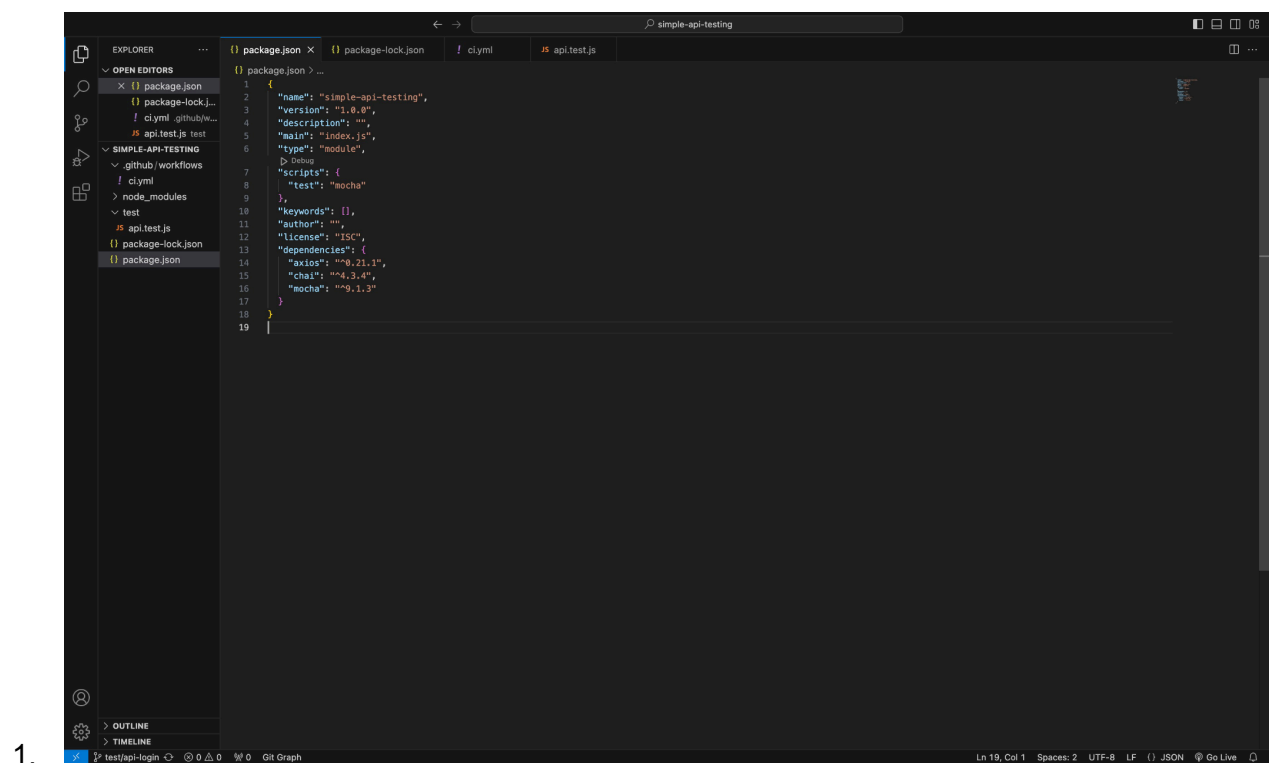 simple-api-testing
EXPLORER ...
package.json
package-lock.json
ci.yml
api.test.js
OPEN EDITORS
package.json
package-lock.j...
ci.yml .github/w...
api.test.js test
SIMPLE-API-TESTING
.github/workflows
ci.yml
node_modules
test
api.test.js
package-lock.json
package.json
{} package.json > ...
1 {
2 "name": "simple-api-testing",
3 "version": "1.0.0",
4 "description": "",
5 "main": "index.js",
6 "type": "module",
Debug
7 "scripts": {
8 "test": "mocha"
9 },
10 "keywords": [],
11 "author": "",
12 "license": "ISC",
13 "dependencies": {
14 "axios": "^0.21.1",
15 "chai": "^4.3.4",
16 "mocha": "^9.1.3"
17 }
18 }
19
OUTLINE
TIMELINE
1.
test/api-login 0 0 0 Git Graph
Ln 19, Col 1 Spaces: 2 UTF-8 LF {} JSON Go Live